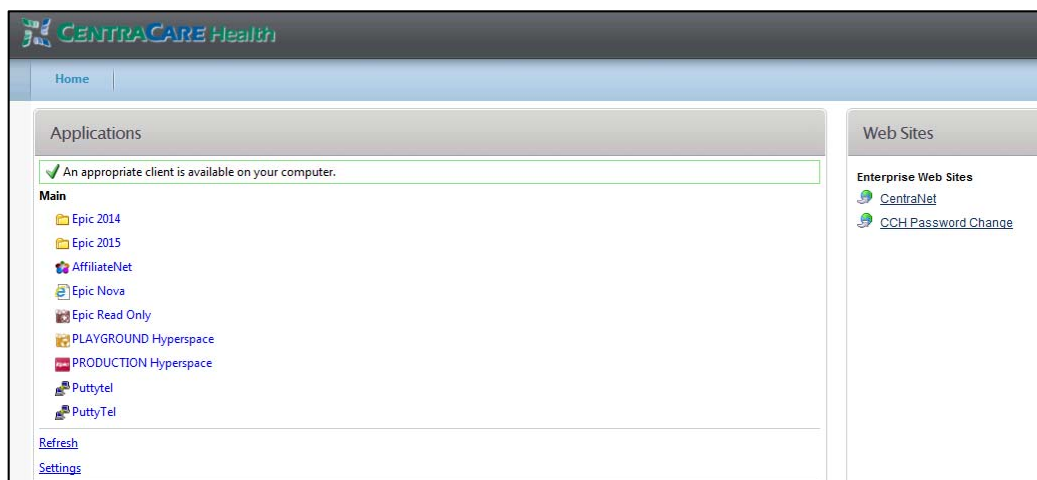 CENTRACARE Health
Home
Applications
An appropriate client is available on your computer.
Main
Epic 2014
Epic 2015
AffiliateNet
Epic Nova
Epic Read Only
PLAYGROUND Hyperspace
PRODUCTION Hyperspace
Puttytel
PuttyTel
Refresh
Settings
Web Sites
Enterprise Web Sites
CentraNet
CCH Password Change